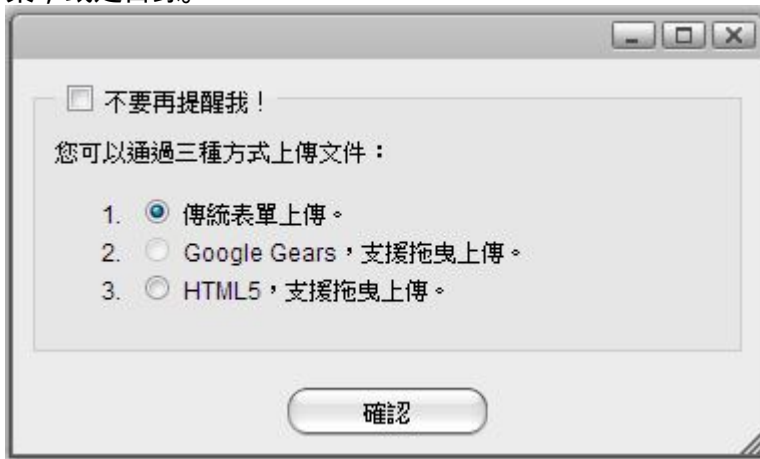 不要再提醒我！
您可以通過三種方式上傳文件：
1. 傳統表單上傳。
2. Google Gears，支援拖曳上傳。
3. HTML5，支援拖曳上傳。
確認